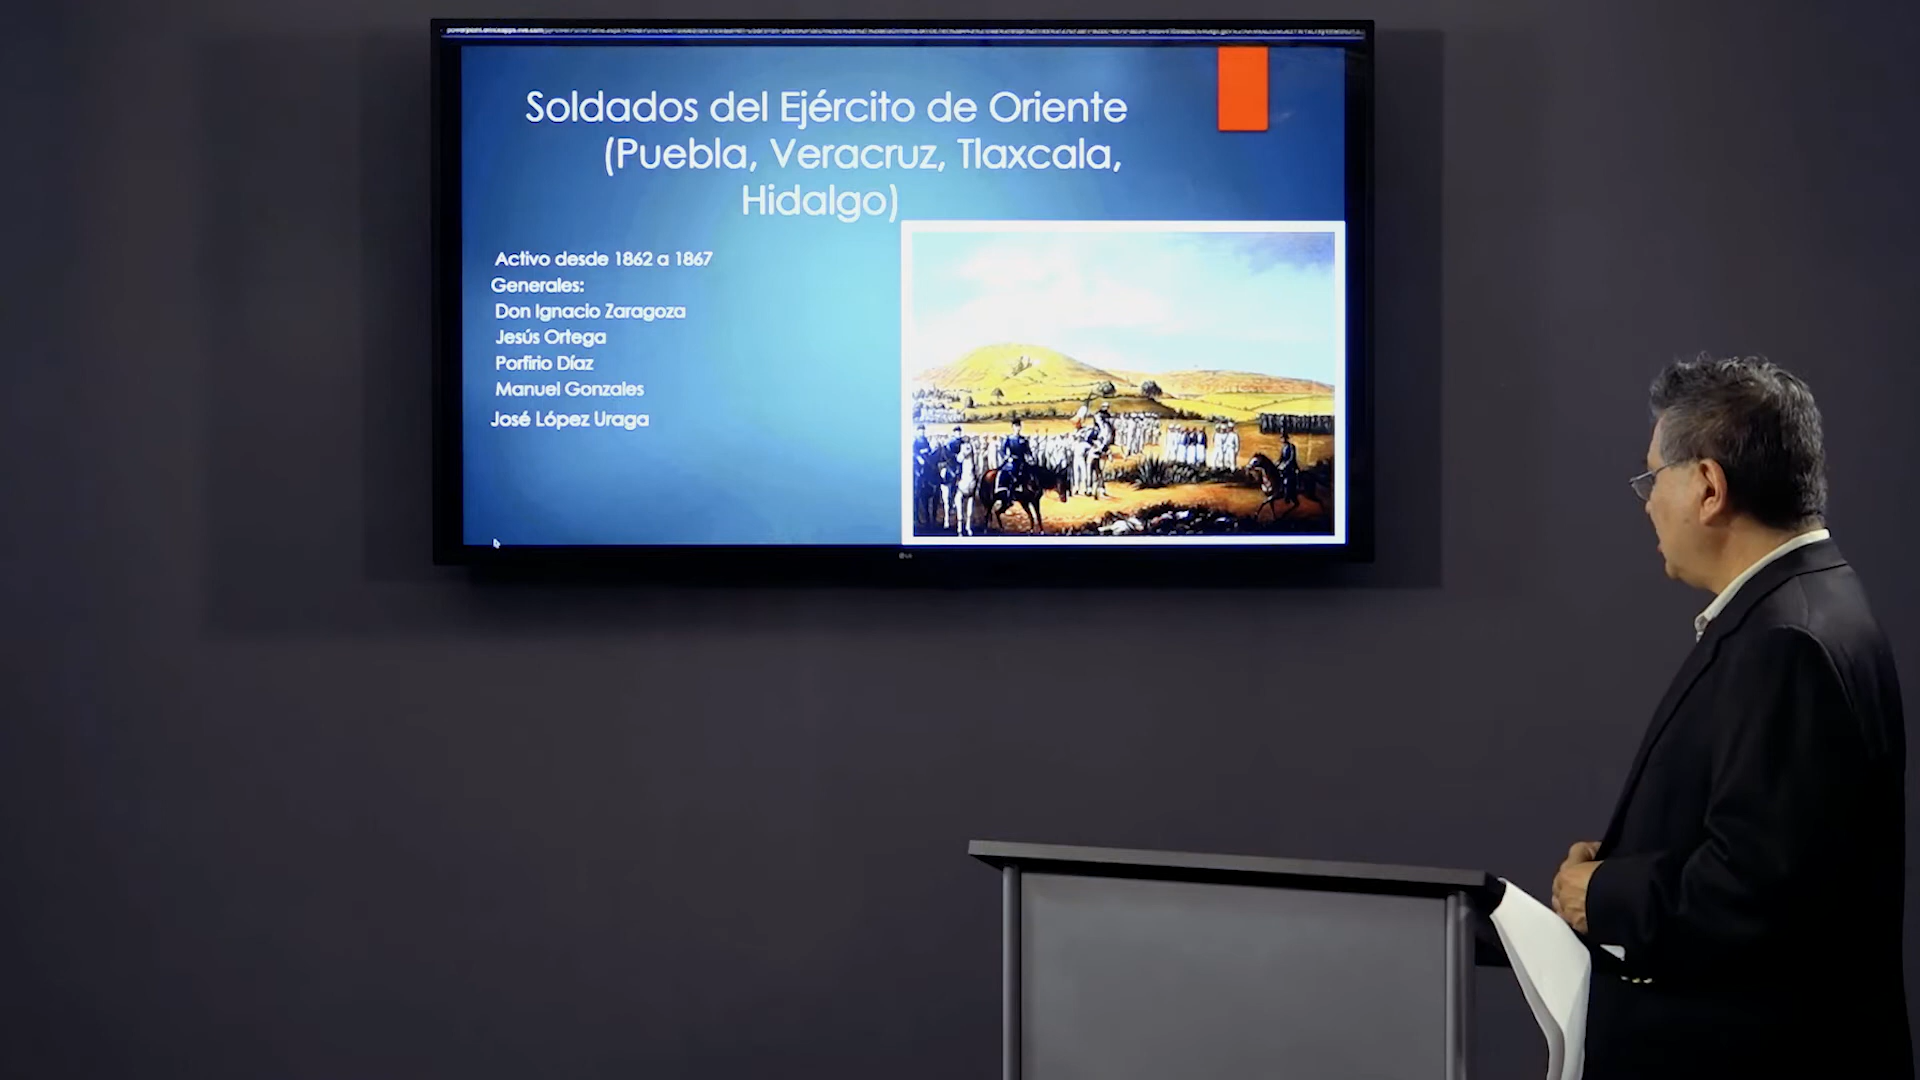 Soldados del Ejército de Oriente
(Puebla, Veracruz, Tlaxcala,
Hidalgo)
Activo desde 1862 a 1867
Generales:
Don Ignacio Zaragoza
Jesús Ortega
Porfirio Díaz
Manuel Gonzales
José López Uraga
LG